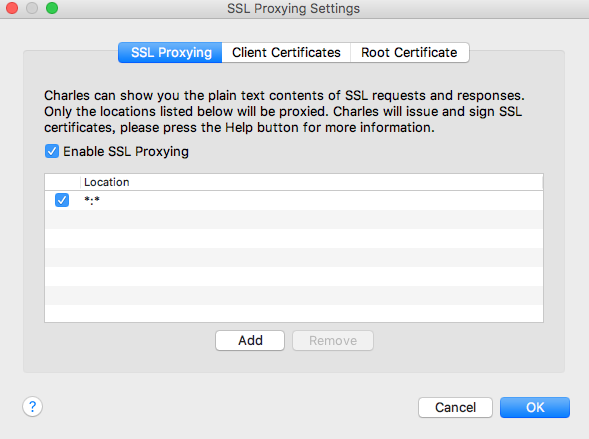 SSL Proxying Settings
SSL Proxying Client Certificates Root Certificate
Charles can show you the plain text contents of SSL requests and responses.
Only the locations listed below will be proxied. Charles will issue and sign SSL
certificates, please press the Help button for more information.
Enable SSL Proxying
Location
*:*
Add Remove
? Cancel OK